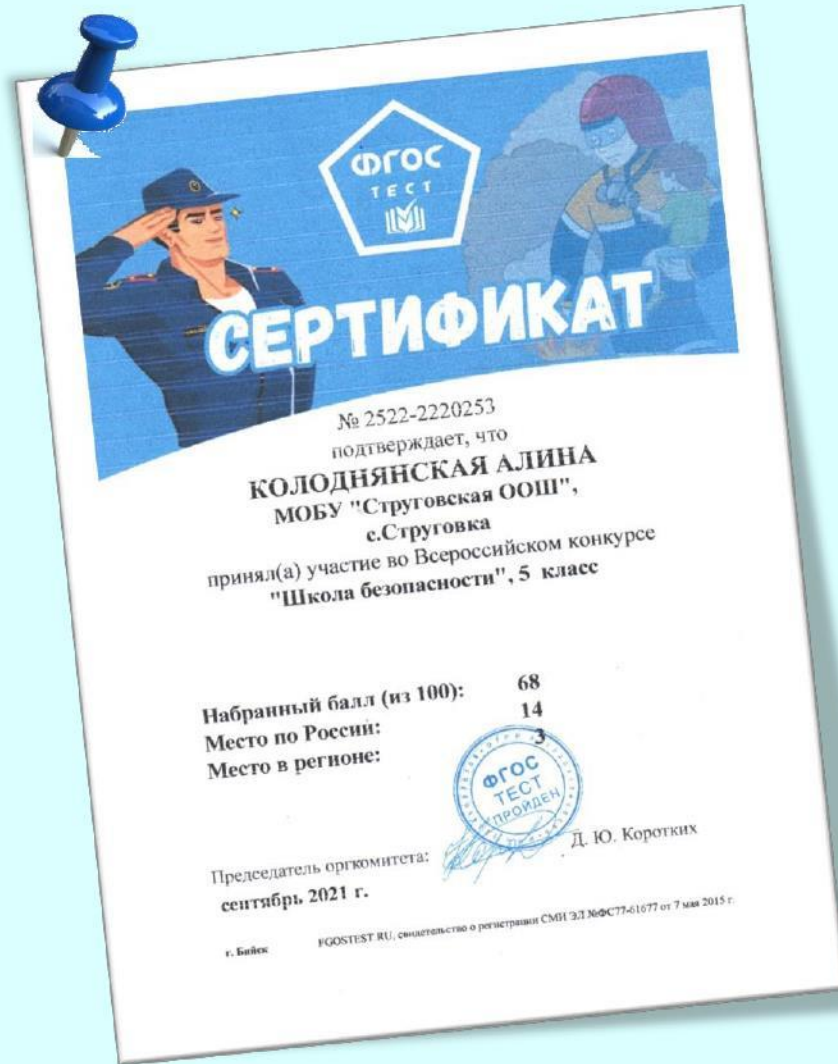 ФГОС
ТЕСТ
СЕРТИФИКАТ
№ 2522-2220253
подтверждает, что
КОЛОДНЯНСКАЯ АЛИНА
МОБУ "Струговская ООШ",
с.Струговка
принял(а) участие во Всероссийском конкурсе
"Школа безопасности", 5 класс
Набранный балл (из 100): 68
Место по России: 14
Место в регионе: 3
ФГОС
ТЕСТ
ПРОЙДЕН
Председатель оргкомитета: Д. Ю. Коротких
сентябрь 2021 г.
г. Бийск FGOSTEST.RU, свидетельство о регистрации СМИ ЭЛ №ФС77-61677 от 7 мая 2015 г.